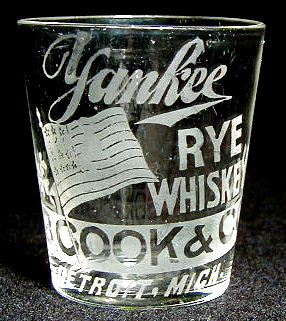 Yankee
RYE
WHISKEY
COOK & C
DETROIT, MICH.